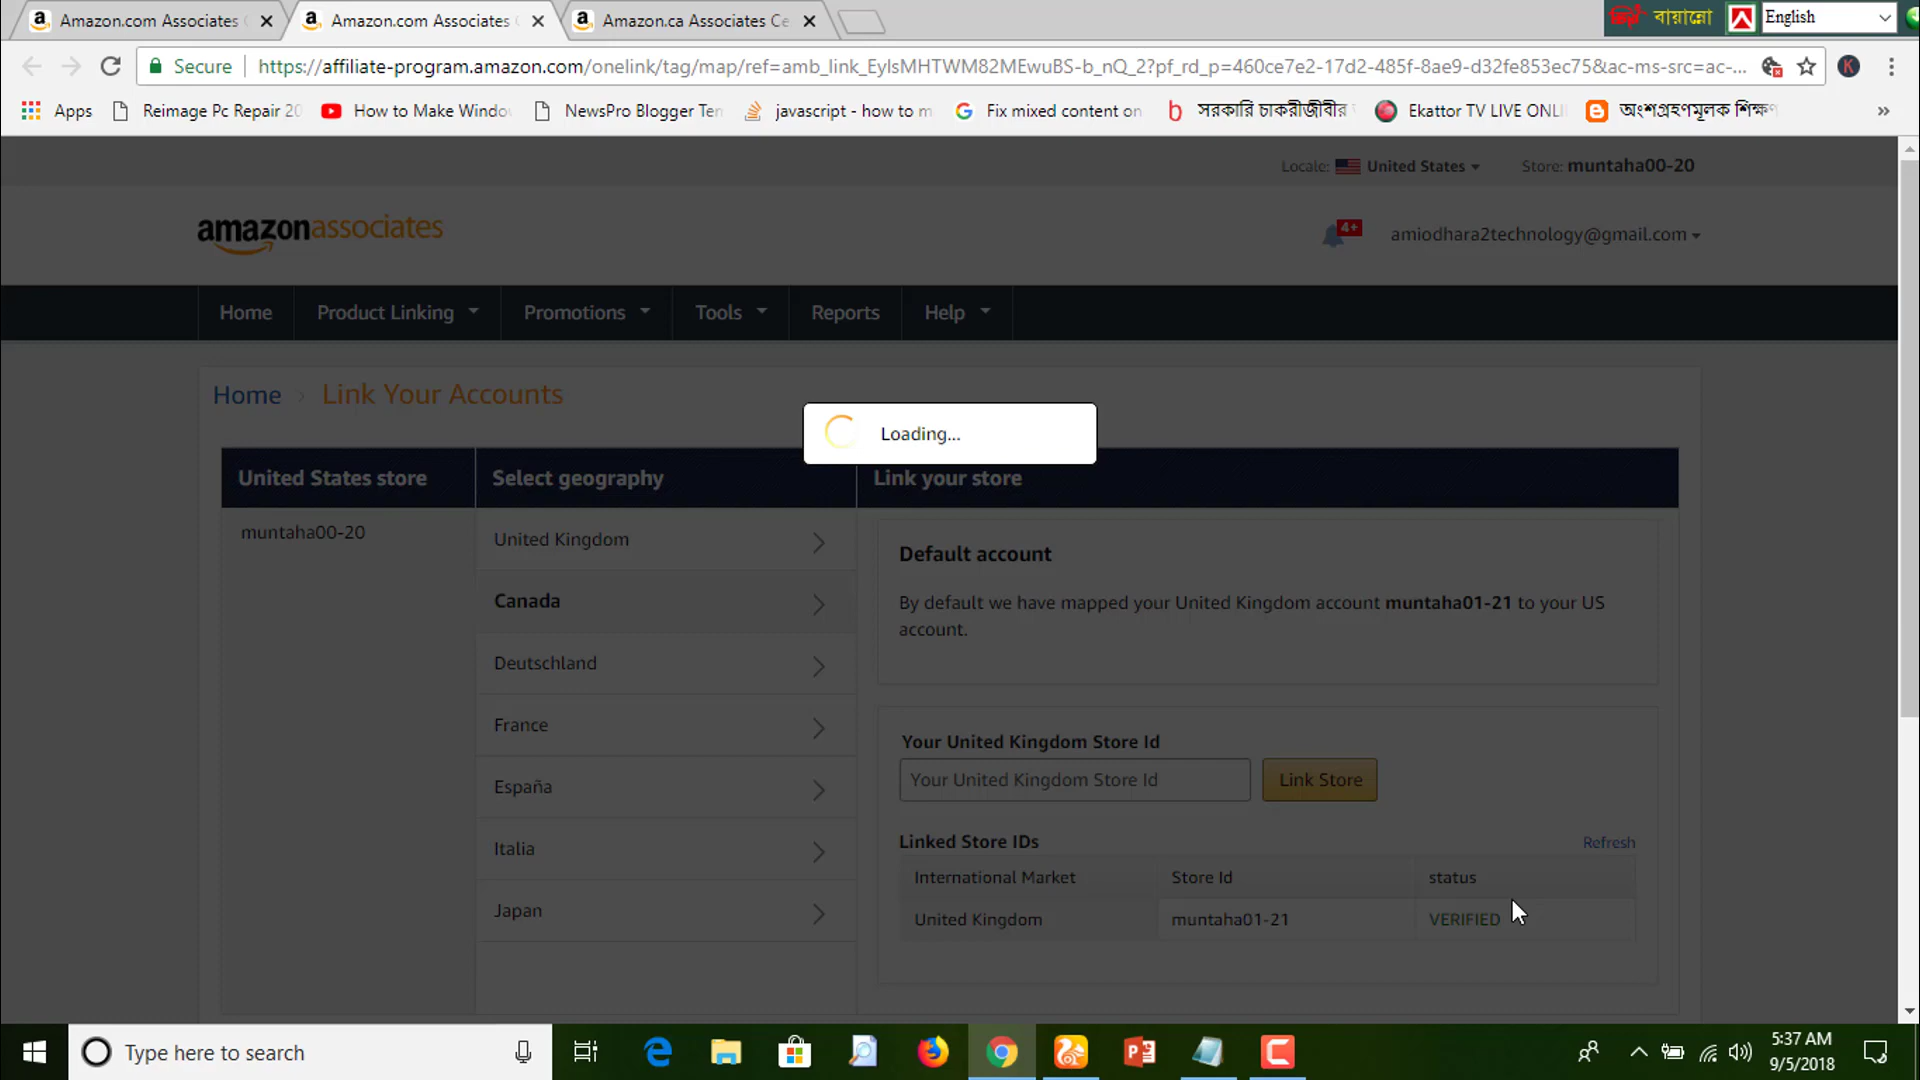 Amazon.com Associates
Amazon.com Associates
Amazon.ca Associates Ce
বায়ান্নো
English
Secure
https://affiliate-program.amazon.com/onelink/tag/map/ref=amb_link_EylsMHTWM82MEwuBS-b_nQ_2?pf_rd_p=460ce7e2-17d2-485f-8ae9-d32fe853ec75&ac-ms-src=ac-...
K
Apps
Reimage Pc Repair 20
How to Make Windo
NewsPro Blogger Ten
javascript - how to m
Fix mixed content on
সরকারি চাকরীজীবীর
Ekattor TV LIVE ONLI
অংশগ্রহণমূলক শিক্ষণ
»
Locale: United States
Store: muntaha00-20
amazonassociates
4+
amiodhara2technology@gmail.com
Home
Product Linking
Promotions
Tools
Reports
Help
Home › Link Your Accounts
Loading...
United States store
Select geography
Link your store
muntaha00-20
United Kingdom
Canada
Deutschland
France
España
Italia
Japan
Default account
By default we have mapped your United Kingdom account muntaha01-21 to your US
account.
Your United Kingdom Store Id
Your United Kingdom Store Id
Link Store
Linked Store IDs
Refresh
International Market
Store Id
status
United Kingdom
muntaha01-21
VERIFIED
Type here to search
5:37 AM
9/5/2018